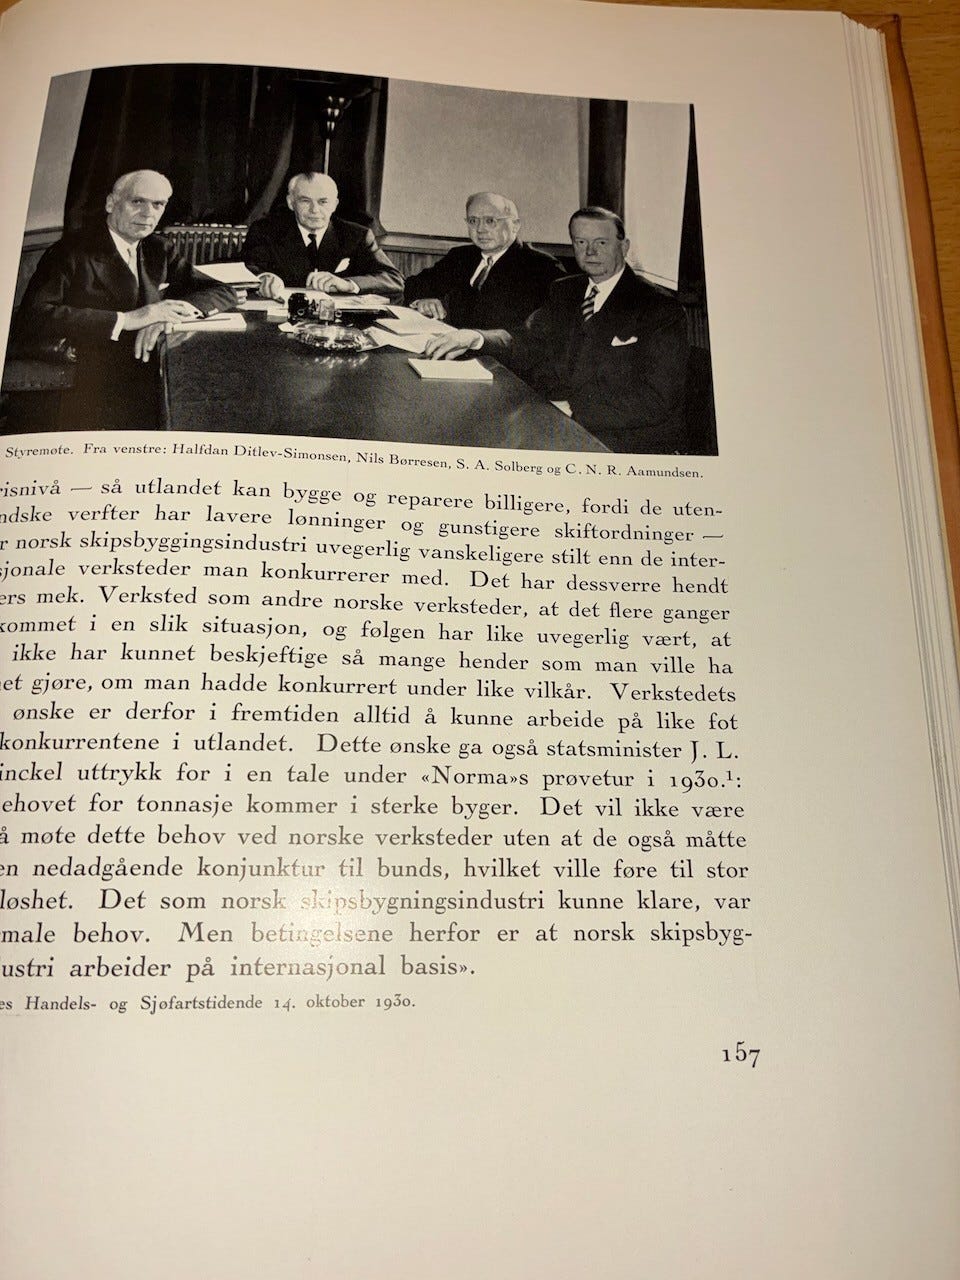 Styremøte. Fra venstre: Halfdan Ditlev-Simonsen, Nils Børresen, S. A. Solberg og C. N. R. Aamundsen.
risnivå — så utlandet kan bygge og reparere billigere, fordi de uten-
ndske verfter har lavere lønninger og gunstigere skiftordninger —
r norsk skipsbyggingsindustri uvegerlig vanskeligere stilt enn de inter-
sjonale verksteder man konkurrerer med. Det har dessverre hendt
ers mek. Verksted som andre norske verksteder, at det flere ganger
kommet i en slik situasjon, og følgen har like uvegerlig vært, at
ikke har kunnet beskjeftige så mange hender som man ville ha
et gjøre, om man hadde konkurrert under like vilkår. Verkstedets
ønske er derfor i fremtiden alltid å kunne arbeide på like fot
konkurrentene i utlandet. Dette ønske ga også statsminister J. L.
inckel uttrykk for i en tale under «Norma»s prøvetur i 1930.¹:
ehovet for tonnasje kommer i sterke byger. Det vil ikke være
å møte dette behov ved norske verksteder uten at de også måtte
en nedadgående konjunktur til bunds, hvilket ville føre til stor
løshet. Det som norsk skipsbygningsindustri kunne klare, var
male behov. Men betingelsene herfor er at norsk skipsbyg-
ustri arbeider på internasjonal basis».
es Handels- og Sjøfartstidende 14. oktober 1930.
157